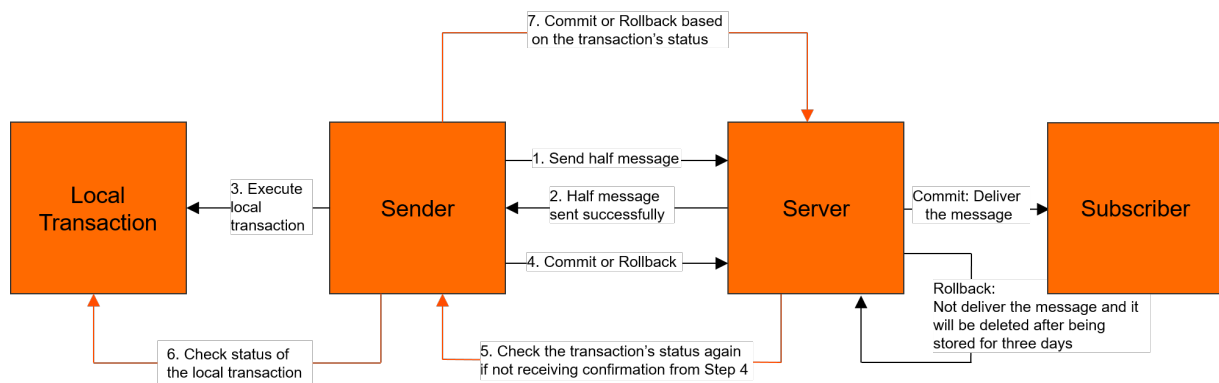 7. Commit or Rollback based
on the transaction's status
Local
Transaction
3. Execute
local
transaction
Sender
1. Send half message
2. Half message
sent successfully
4. Commit or Rollback
Server
Commit: Deliver
the message
Subscriber
Rollback:
Not deliver the message and it
will be deleted after being
stored for three days
6. Check status of
the local transaction
5. Check the transaction's status again
if not receiving confirmation from Step 4